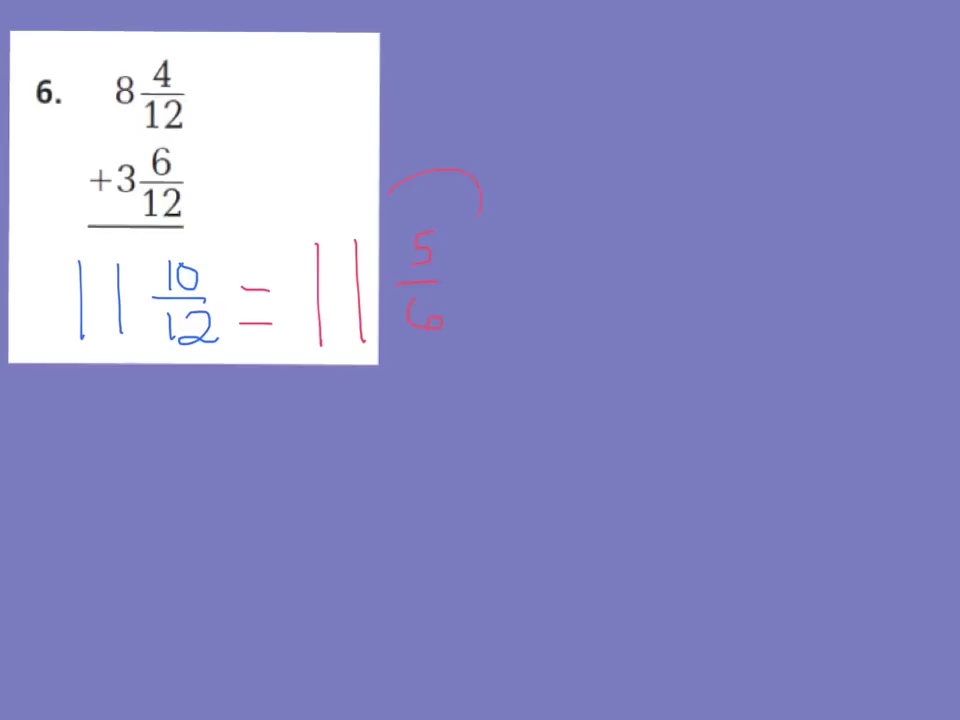 6. 8 4/12
+3 6/12
11 10/12 = 11 5/6